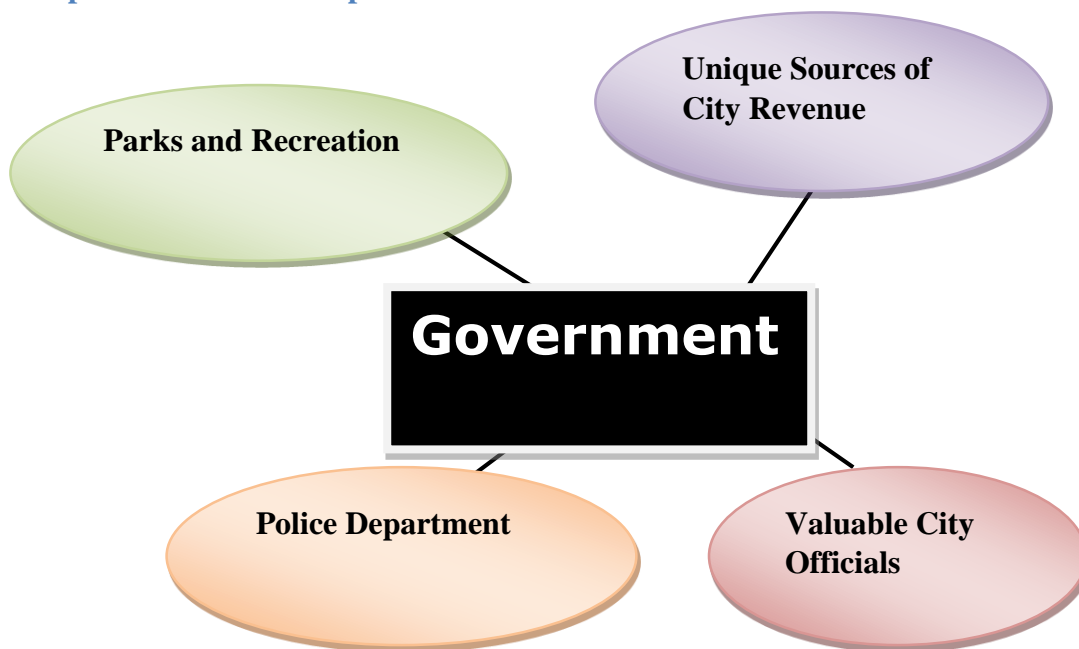 Unique Sources of
City Revenue
Parks and Recreation
Government
Police Department
Valuable City
Officials